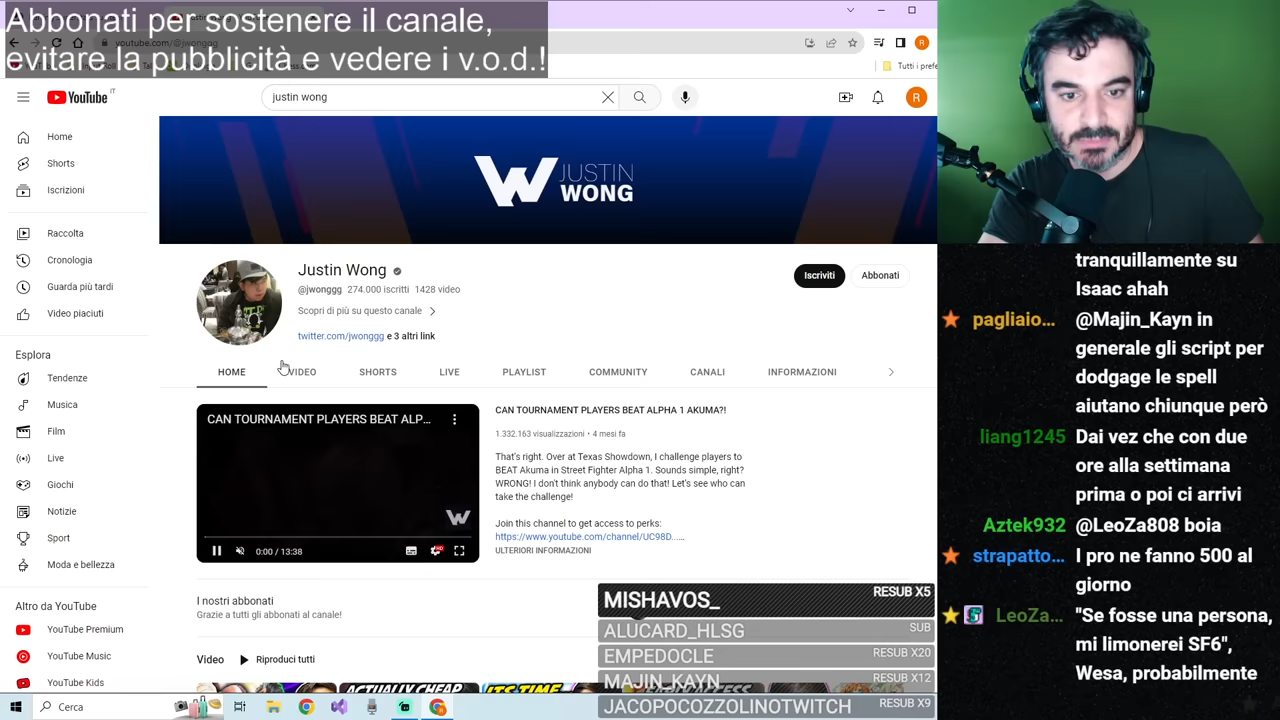 Abbonati per sostenere il canale,
evitare la pubblicità e vedere i v.o.d.!
Tutti i prefe
YouTube IT
justin wong
R
Home
Shorts
Iscrizioni
Raccolta
Cronologia
Guarda più tardi
Video piaciuti
Esplora
Tendenze
Musica
Film
Live
Giochi
Notizie
Sport
Moda e bellezza
Altro da YouTube
YouTube Premium
YouTube Music
YouTube Kids
JUSTIN
WONG
Justin Wong
@jwonggg 274.000 iscritti 1428 video
Scopri di più su questo canale
twitter.com/jwonggg e 3 altri link
Iscriviti
Abbonati
HOME
VIDEO
SHORTS
LIVE
PLAYLIST
COMMUNITY
CANALI
INFORMAZIONI
CAN TOURNAMENT PLAYERS BEAT ALP...
0:00 / 13:38
CAN TOURNAMENT PLAYERS BEAT ALPHA 1 AKUMA?!
1.332.163 visualizzazioni • 4 mesi fa
That's right. Over at Texas Showdown, I challenge players to
BEAT Akuma in Street Fighter Alpha 1. Sounds simple, right?
WRONG! I don't think anybody can do that! Let's see who can
take the challenge!
Join this channel to get access to perks:
https://www.youtube.com/channel/UC98D......
ULTERIORI INFORMAZIONI
I nostri abbonati
Grazie a tutti gli abbonati al canale!
Video
Riproduci tutti
ACTUALLY CHEAP
ITS TIME
MISHAVOS_ RESUB X5
ALUCARD_HLSG SUB
EMPEDOCLE RESUB X20
MAJIN_KAYN RESUB X12
JACOPOCOZZOLINOTWITCH RESUB X9
Cerca
tranquillamente su
Isaac ahah
pagliaio... @Majin_Kayn in
generale gli script per
dodgage le spell
aiutano chiunque però
liang1245 Dai vez che con due
ore alla settimana
prima o poi ci arrivi
Aztek932 @LeoZa808 boia
strapatto... I pro ne fanno 500 al
giorno
LeoZa... "Se fosse una persona,
mi limonerei SF6",
Wesa, probabilmente